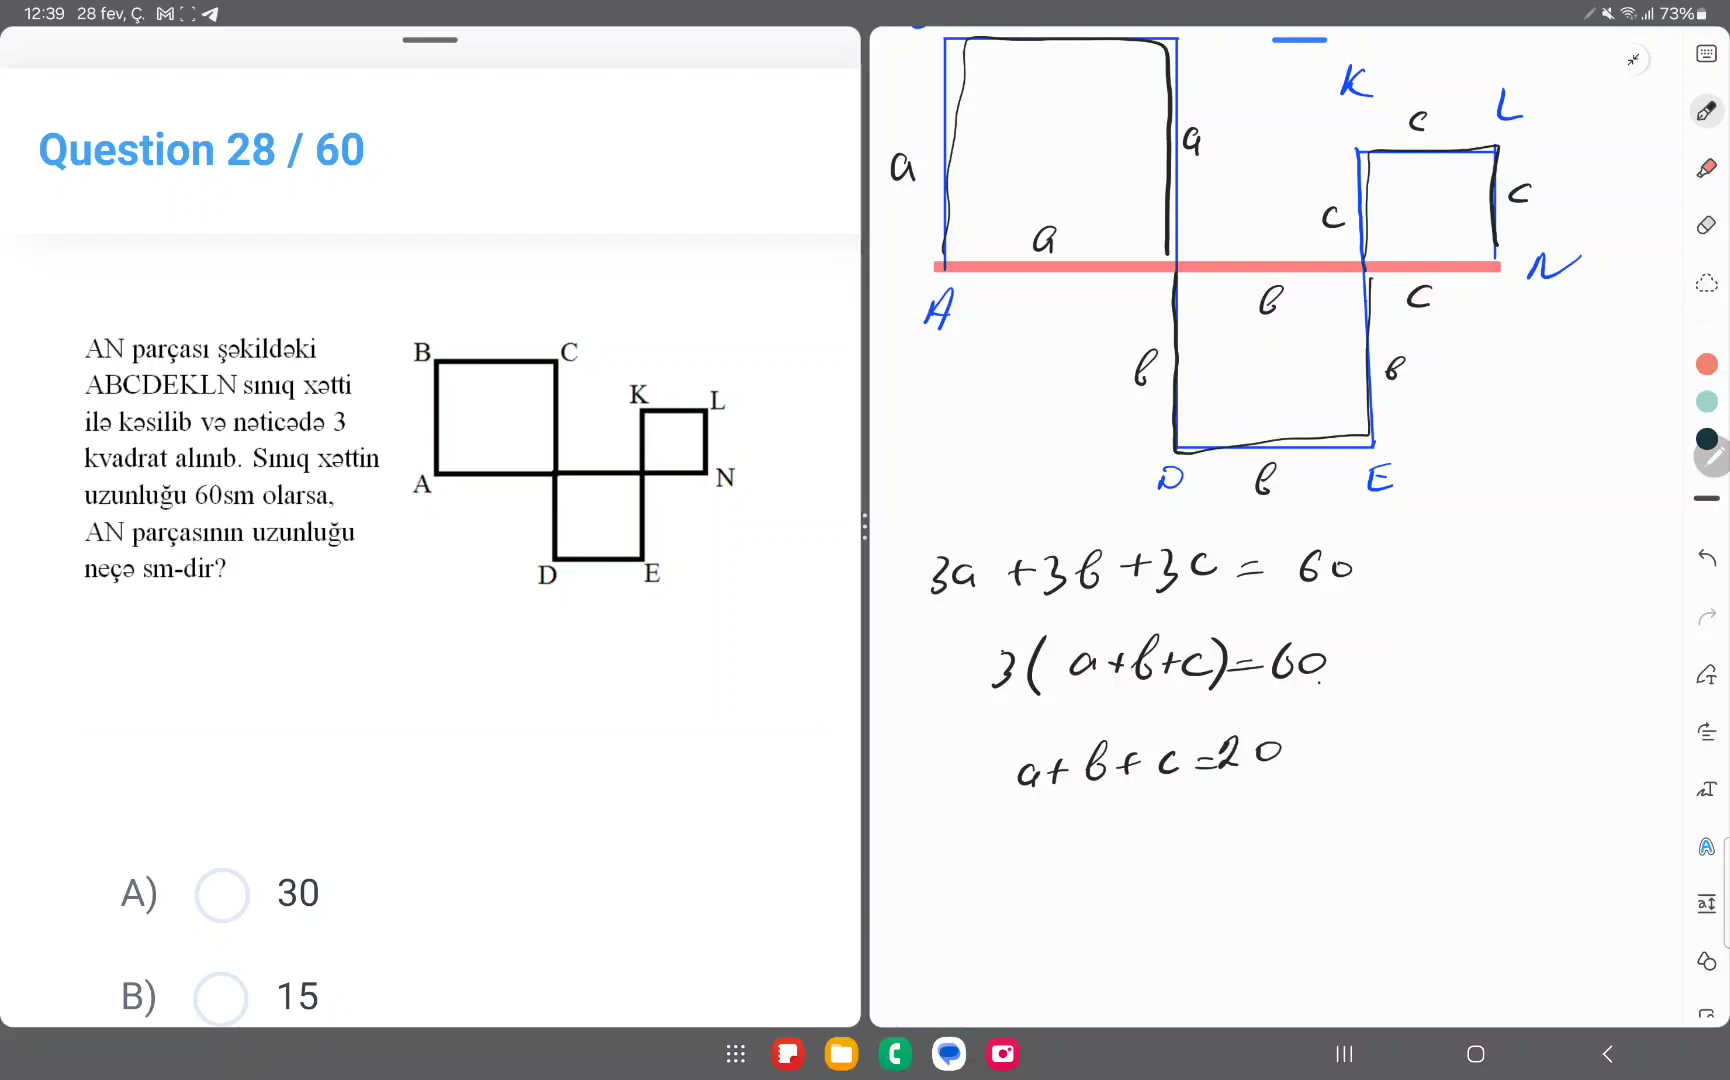 12:39 28 fev, Ç.
73%
Question 28 / 60
AN parçası şəkildəki
ABCDEKLN sınıq xətti
ilə kəsilib və nəticədə 3
kvadrat alınıb. Sınıq xəttin
uzunluğu 60sm olarsa,
AN parçasının uzunluğu
neçə sm-dir?
B C
K L
A N
D E
A) 30
B) 15
K L
c
a a c c
a
A в c N
в в
D в E
3a +3в +3c = 60
3( a+в+c)=60
a+в+c=20